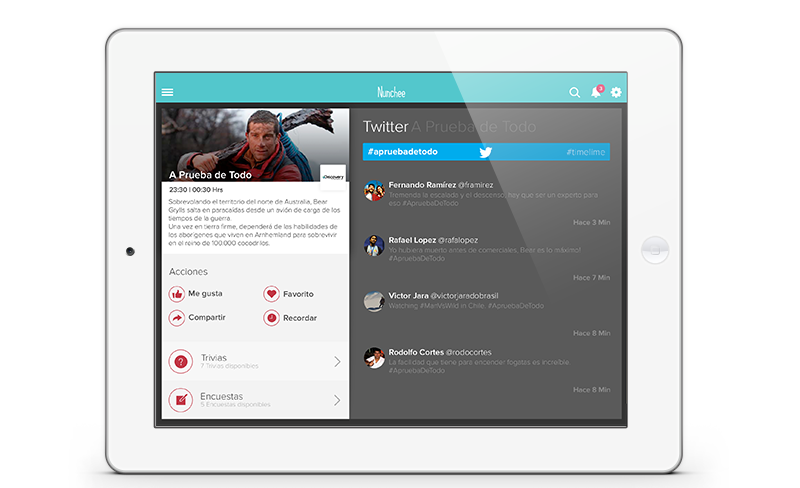 Nunchee
3
A Prueba de Todo
Discovery
23:30 | 00:30 Hrs
Sobrevolando el territorio del norte de Australia, Bear
Grylls salta en paracaídas desde un avión de carga de los
tiempos de la guerra.
Una vez en tierra firme, dependerá de las habilidades de
los aborígenes que viven en Arnhemland para sobrevivir
en el reino de 100.000 cocodrilos.
Acciones
Me gusta
Favorito
Compartir
Recordar
Trivias
7 Trivias disponibles
Encuestas
5 Encuestas disponibles
Twitter A Prueba de Todo
#apruebadetodo
#timelime
Fernando Ramírez @framirez
Tremenda la escalada y el descenso, hay que ser un experto para
eso #ApruebaDeTodo
Hace 3 Min
Rafael Lopez @rafalopez
Yo hubiera muerto antes de comerciales, Bear es lo máximo!
#ApruebaDeTodo
Hace 7 Min
Victor Jara @victorjaradobrasil
Watching #ManVsWild in Chile. #ApruebaDeTodo
Hace 8 Min
Rodolfo Cortes @rodocortes
La facilidad que tiene para encender fogatas es increible.
#ApruebaDeTodo
Hace 8 Min